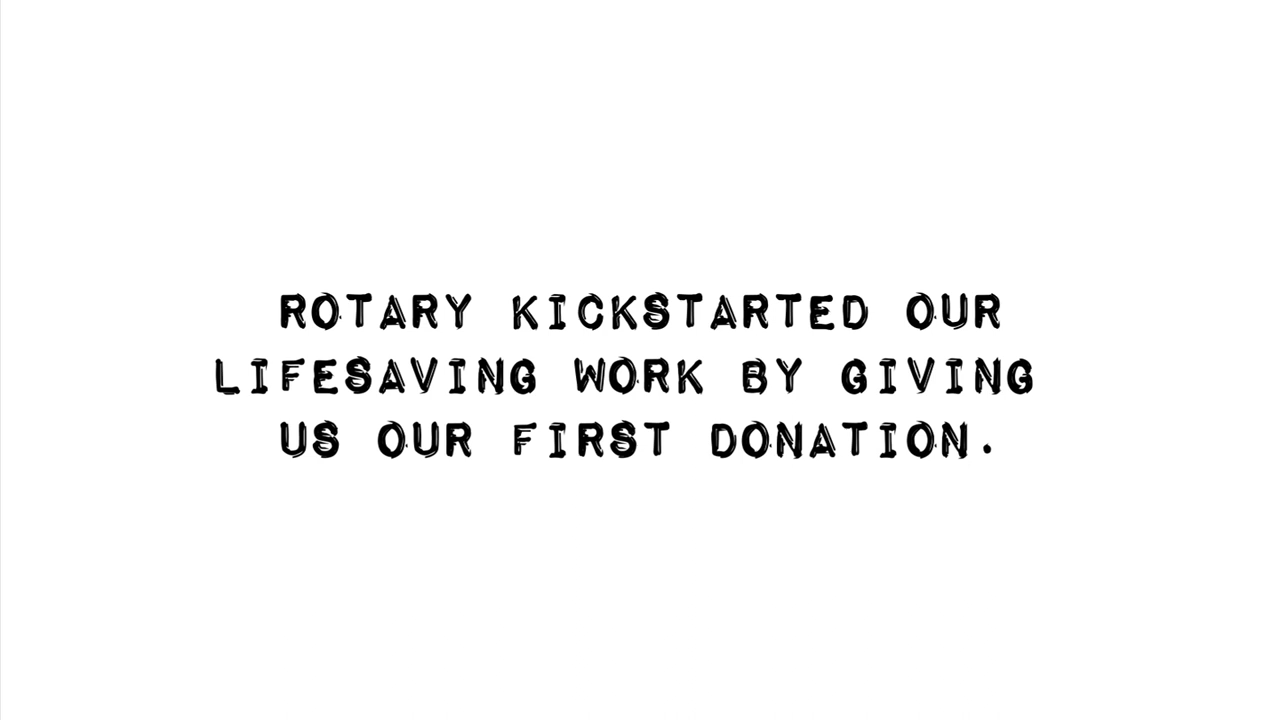 ROTARY KICKSTARTED OUR
LIFESAVING WORK BY GIVING
US OUR FIRST DONATION.